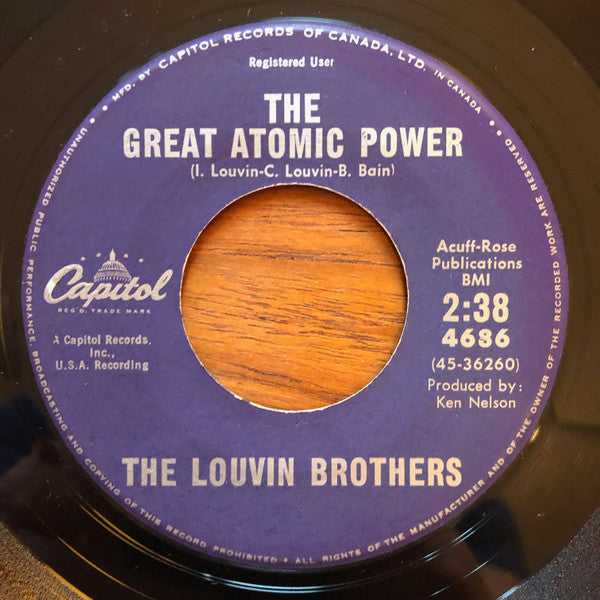 MFD. BY CAPITOL RECORDS OF CANADA, LTD. IN CANADA
Registered User
THE
GREAT ATOMIC POWER
(I. Louvin-C. Louvin-B. Bain)
CAPITOL
Capitol
REG'D. TRADE MARK
A Capitol Records,
Inc.,
U.S.A. Recording
Acuff-Rose
Publications
BMI
2:38
4686
(45-36260)
Produced by:
Ken Nelson
THE LOUVIN BROTHERS
UNAUTHORIZED PUBLIC PERFORMANCE, BROADCASTING AND COPYING OF THIS RECORD PROHIBITED • ALL RIGHTS OF THE MANUFACTURER AND OF THE OWNER OF THE RECORDED WORK ARE RESERVED